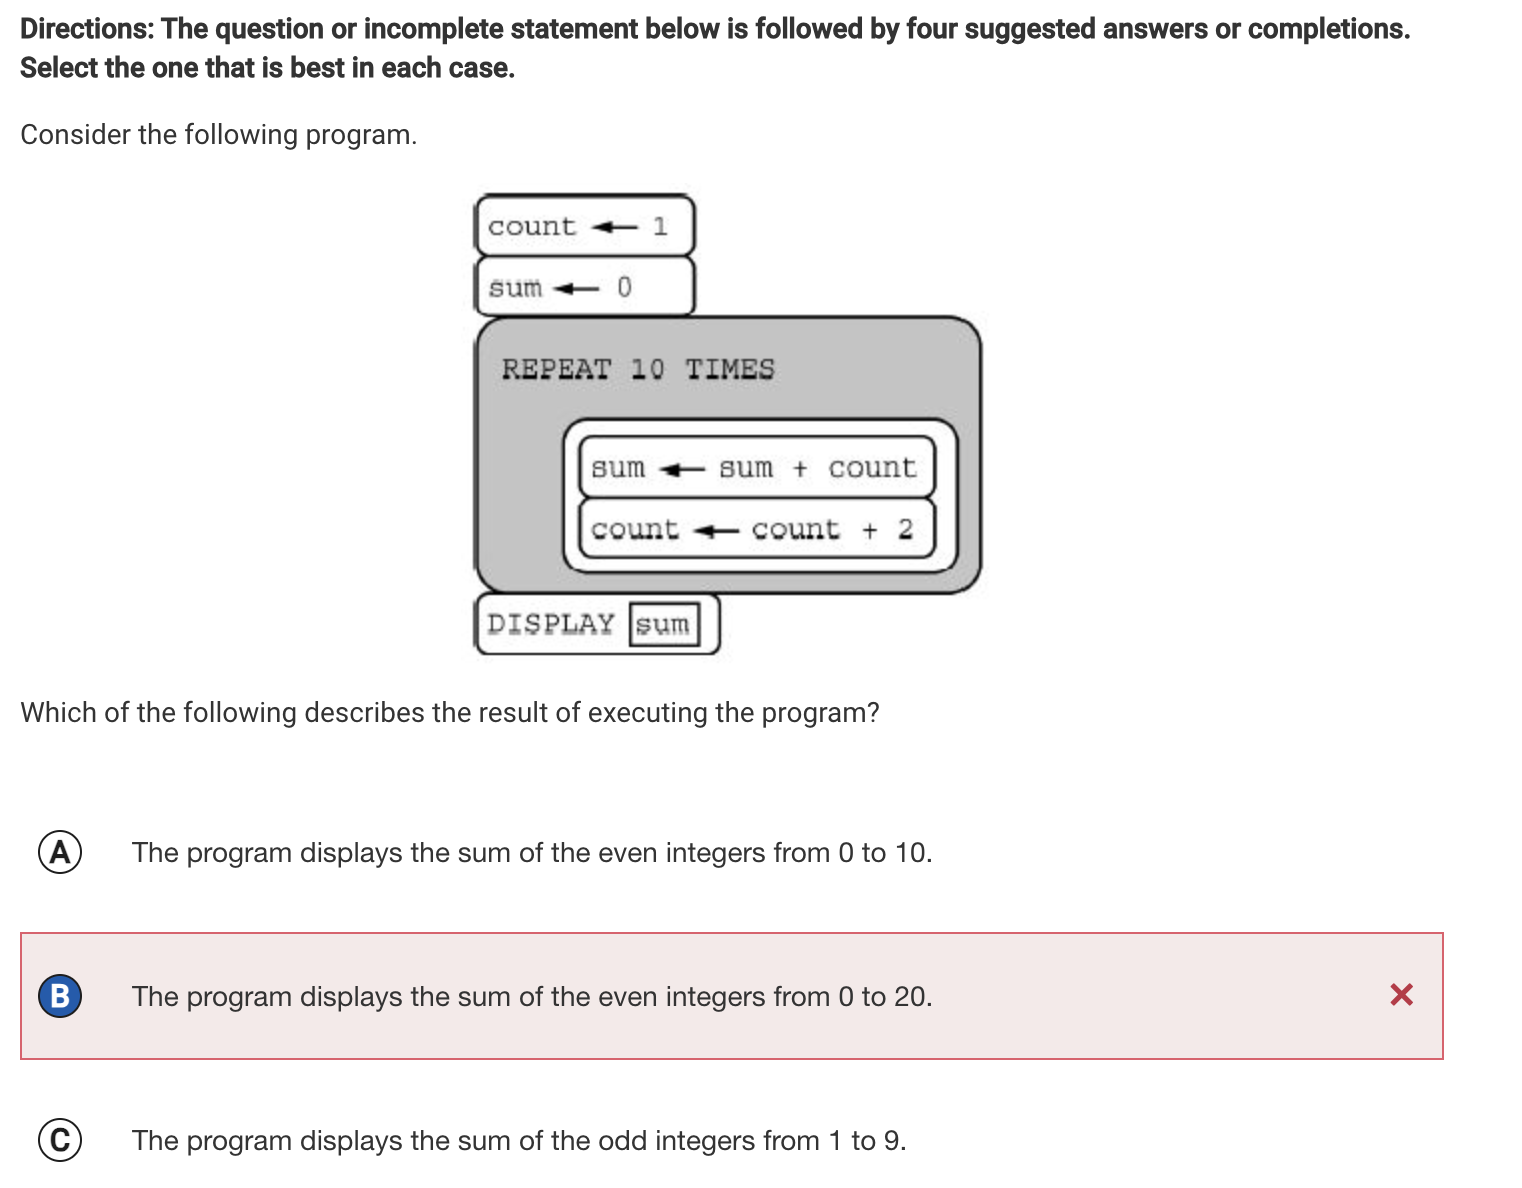 Directions: The question or incomplete statement below is followed by four suggested answers or completions.
Select the one that is best in each case.
Consider the following program.
count ← 1
sum ← 0
REPEAT 10 TIMES
sum ← sum + count
count ← count + 2
DISPLAY sum
Which of the following describes the result of executing the program?
A The program displays the sum of the even integers from 0 to 10.
B The program displays the sum of the even integers from 0 to 20.
C The program displays the sum of the odd integers from 1 to 9.